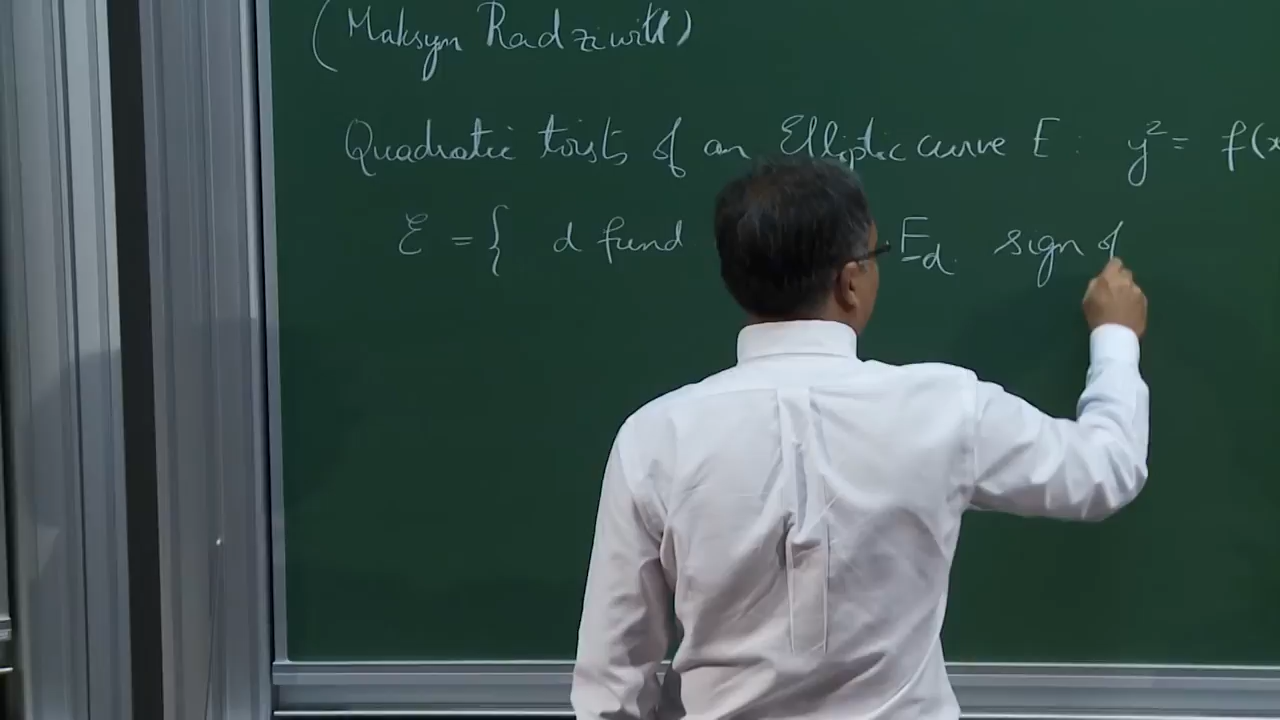 (Maksym Radziwiłł)
Quadratic twists of an Elliptic curve E: y² = f(x
ℰ = { d fund E_d. sign of